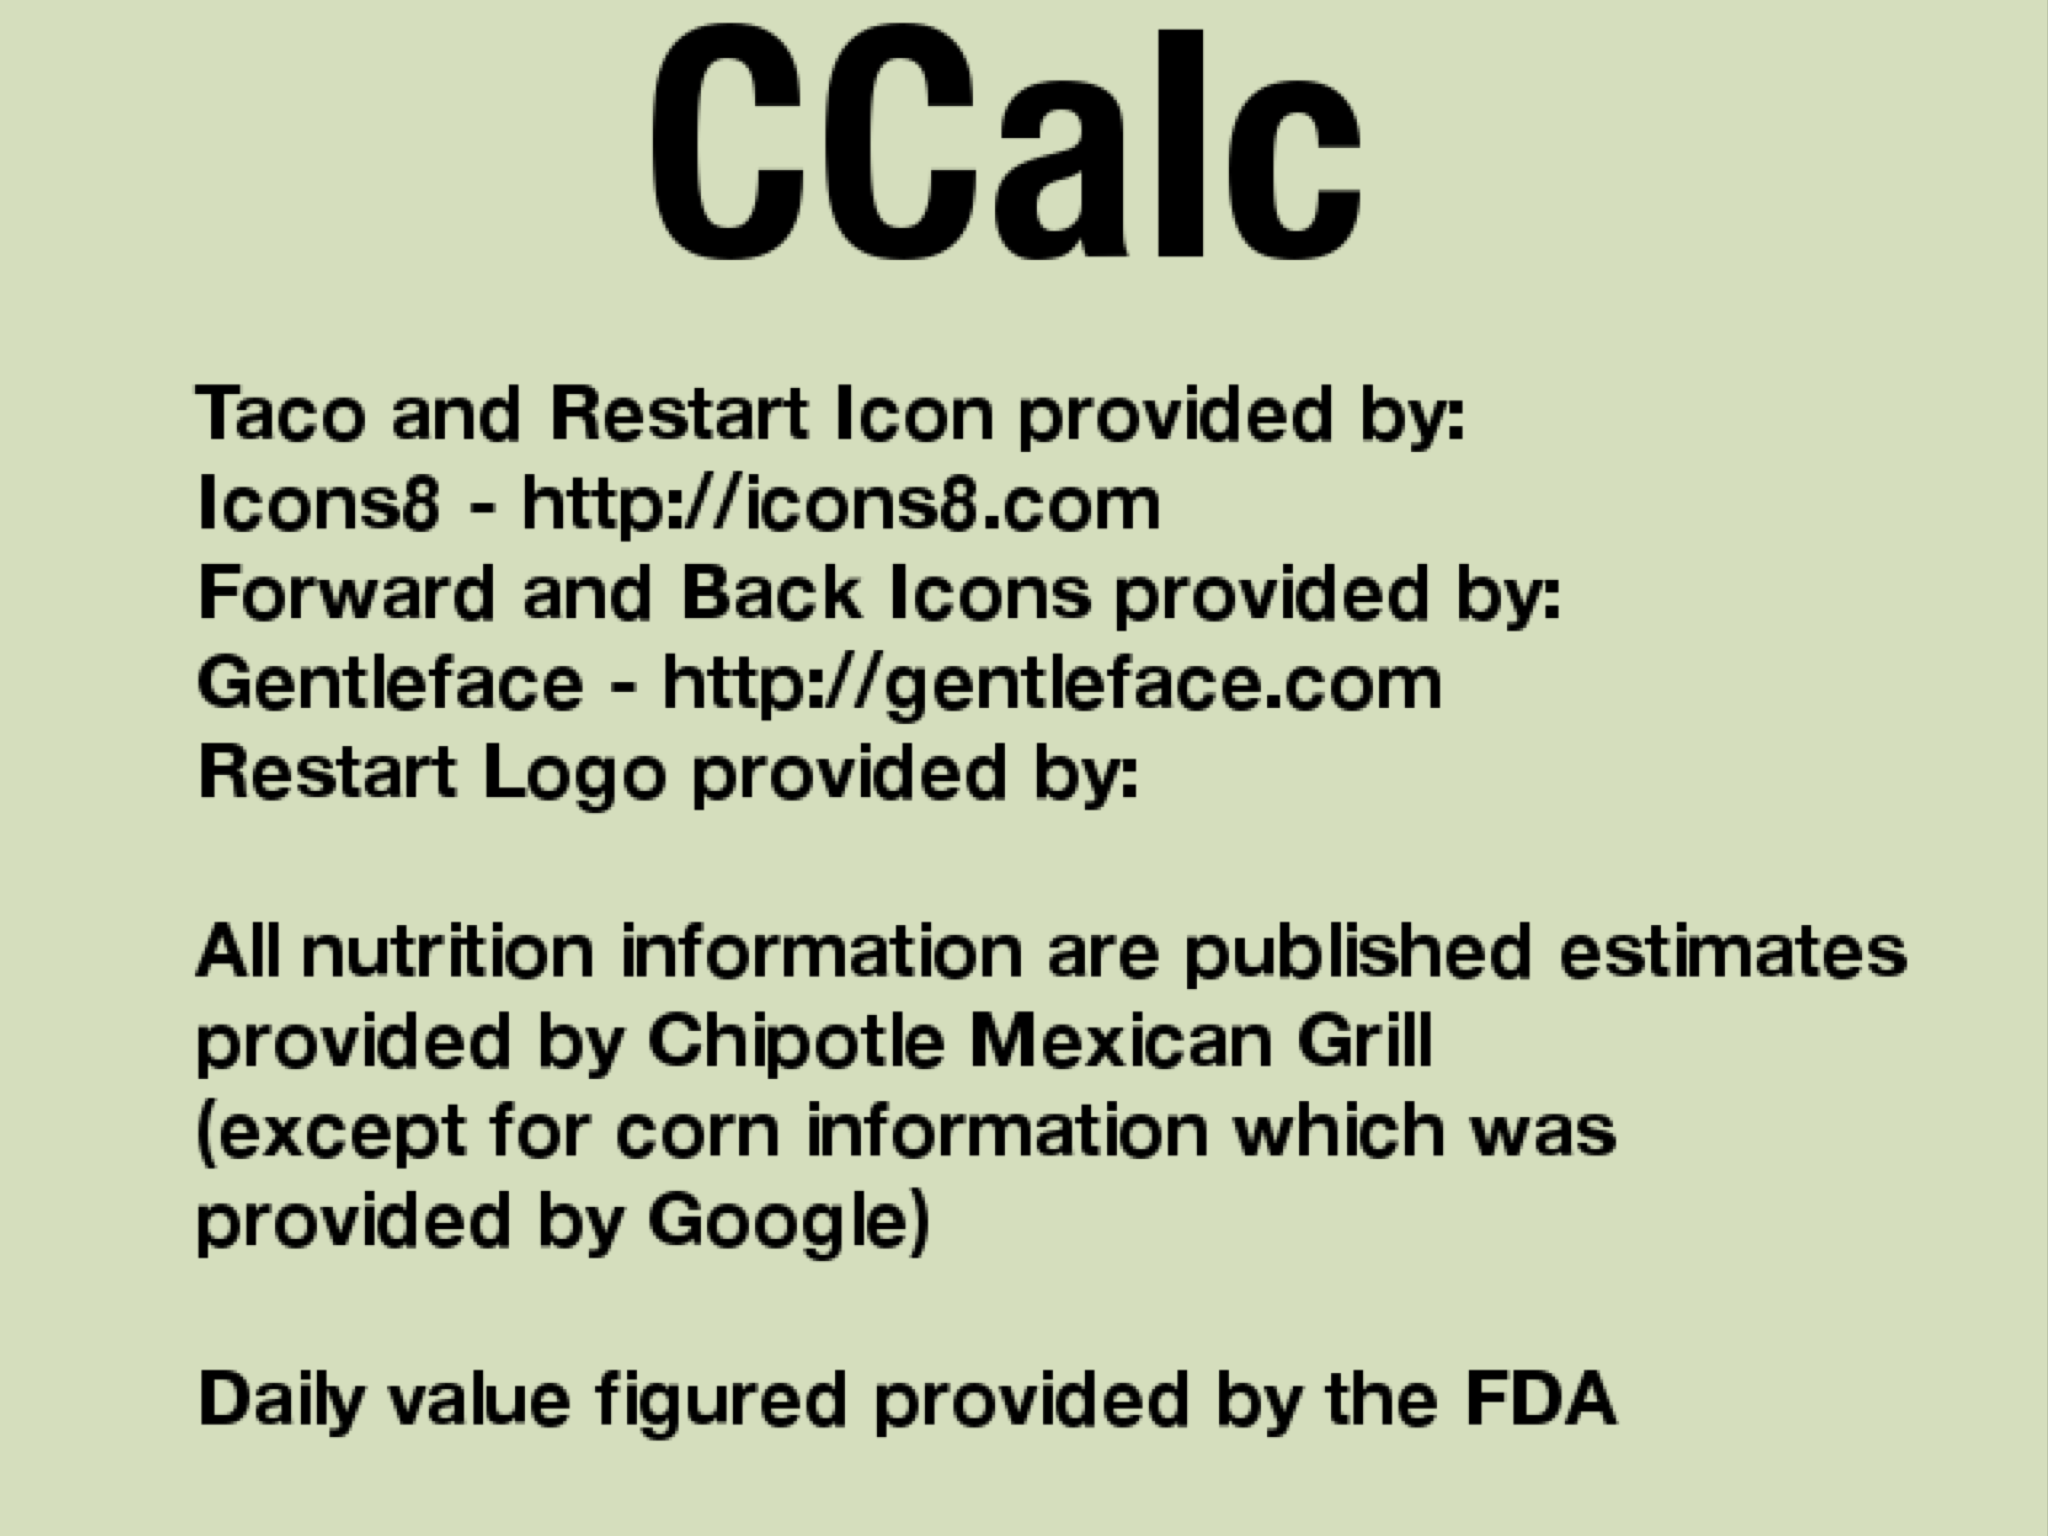 CCalc
Taco and Restart Icon provided by:
Icons8 - http://icons8.com
Forward and Back Icons provided by:
Gentleface - http://gentleface.com
Restart Logo provided by:
All nutrition information are published estimates
provided by Chipotle Mexican Grill
(except for corn information which was
provided by Google)
Daily value figured provided by the FDA